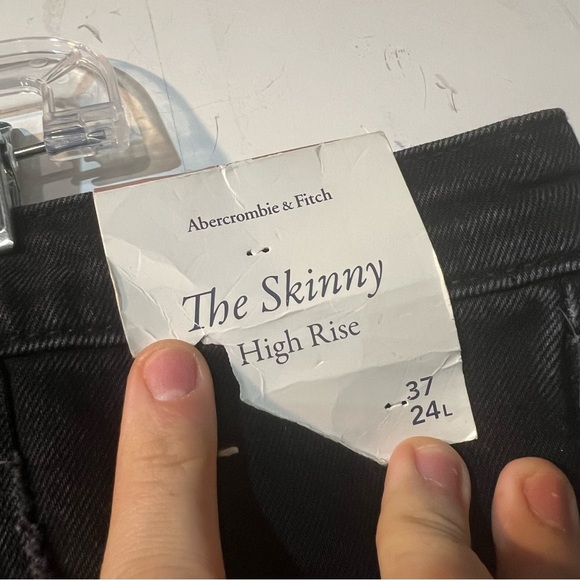 Abercrombie & Fitch
The Skinny
High Rise
37
24L